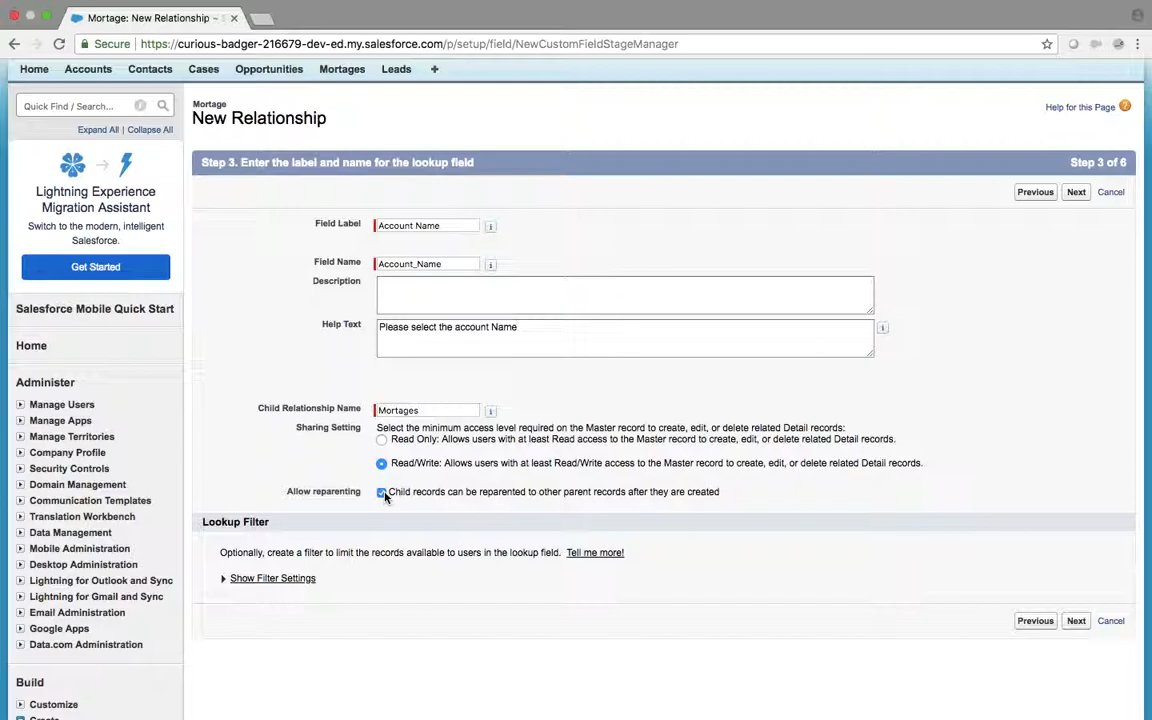 Mortage: New Relationship ~
Secure
https://curious-badger-216679-dev-ed.my.salesforce.com/p/setup/field/NewCustomFieldStageManager
Home Accounts Contacts Cases Opportunities Mortages Leads +
Quick Find / Search...
Expand All | Collapse All
Lightning Experience
Migration Assistant
Switch to the modern, intelligent
Salesforce.
Get Started
Salesforce Mobile Quick Start
Home
Administer
Manage Users
Manage Apps
Manage Territories
Company Profile
Security Controls
Domain Management
Communication Templates
Translation Workbench
Data Management
Mobile Administration
Desktop Administration
Lightning for Outlook and Sync
Lightning for Gmail and Sync
Email Administration
Google Apps
Data.com Administration
Build
Customize
Create
Mortage
New Relationship
Help for this Page ?
Step 3. Enter the label and name for the lookup field
Step 3 of 6
Previous Next Cancel
Field Label Account Name i
Field Name Account_Name i
Description
Help Text Please select the account Name i
Child Relationship Name Mortages i
Sharing Setting Select the minimum access level required on the Master record to create, edit, or delete related Detail records:
Read Only: Allows users with at least Read access to the Master record to create, edit, or delete related Detail records.
Read/Write: Allows users with at least Read/Write access to the Master record to create, edit, or delete related Detail records.
Allow reparenting Child records can be reparented to other parent records after they are created
Lookup Filter
Optionally, create a filter to limit the records available to users in the lookup field. Tell me more!
Show Filter Settings
Previous Next Cancel